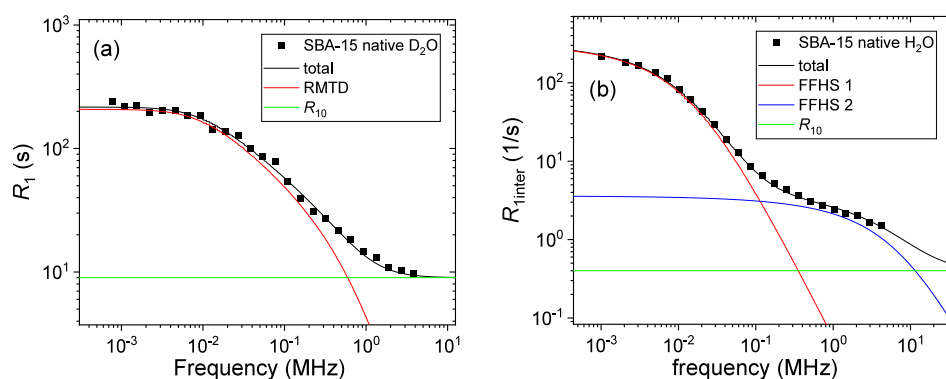 (a)
SBA-15 native D₂O
total
RMTD
R₁₀
10³
10²
10¹
R₁ (s)
10⁻³ 10⁻² 10⁻¹ 10⁰ 10¹
Frequency (MHz)
(b)
SBA-15 native H₂O
total
FFHS 1
FFHS 2
R₁₀
10²
10¹
10⁰
10⁻¹
R₁inter (1/s)
10⁻³ 10⁻² 10⁻¹ 10⁰ 10¹
frequency (MHz)